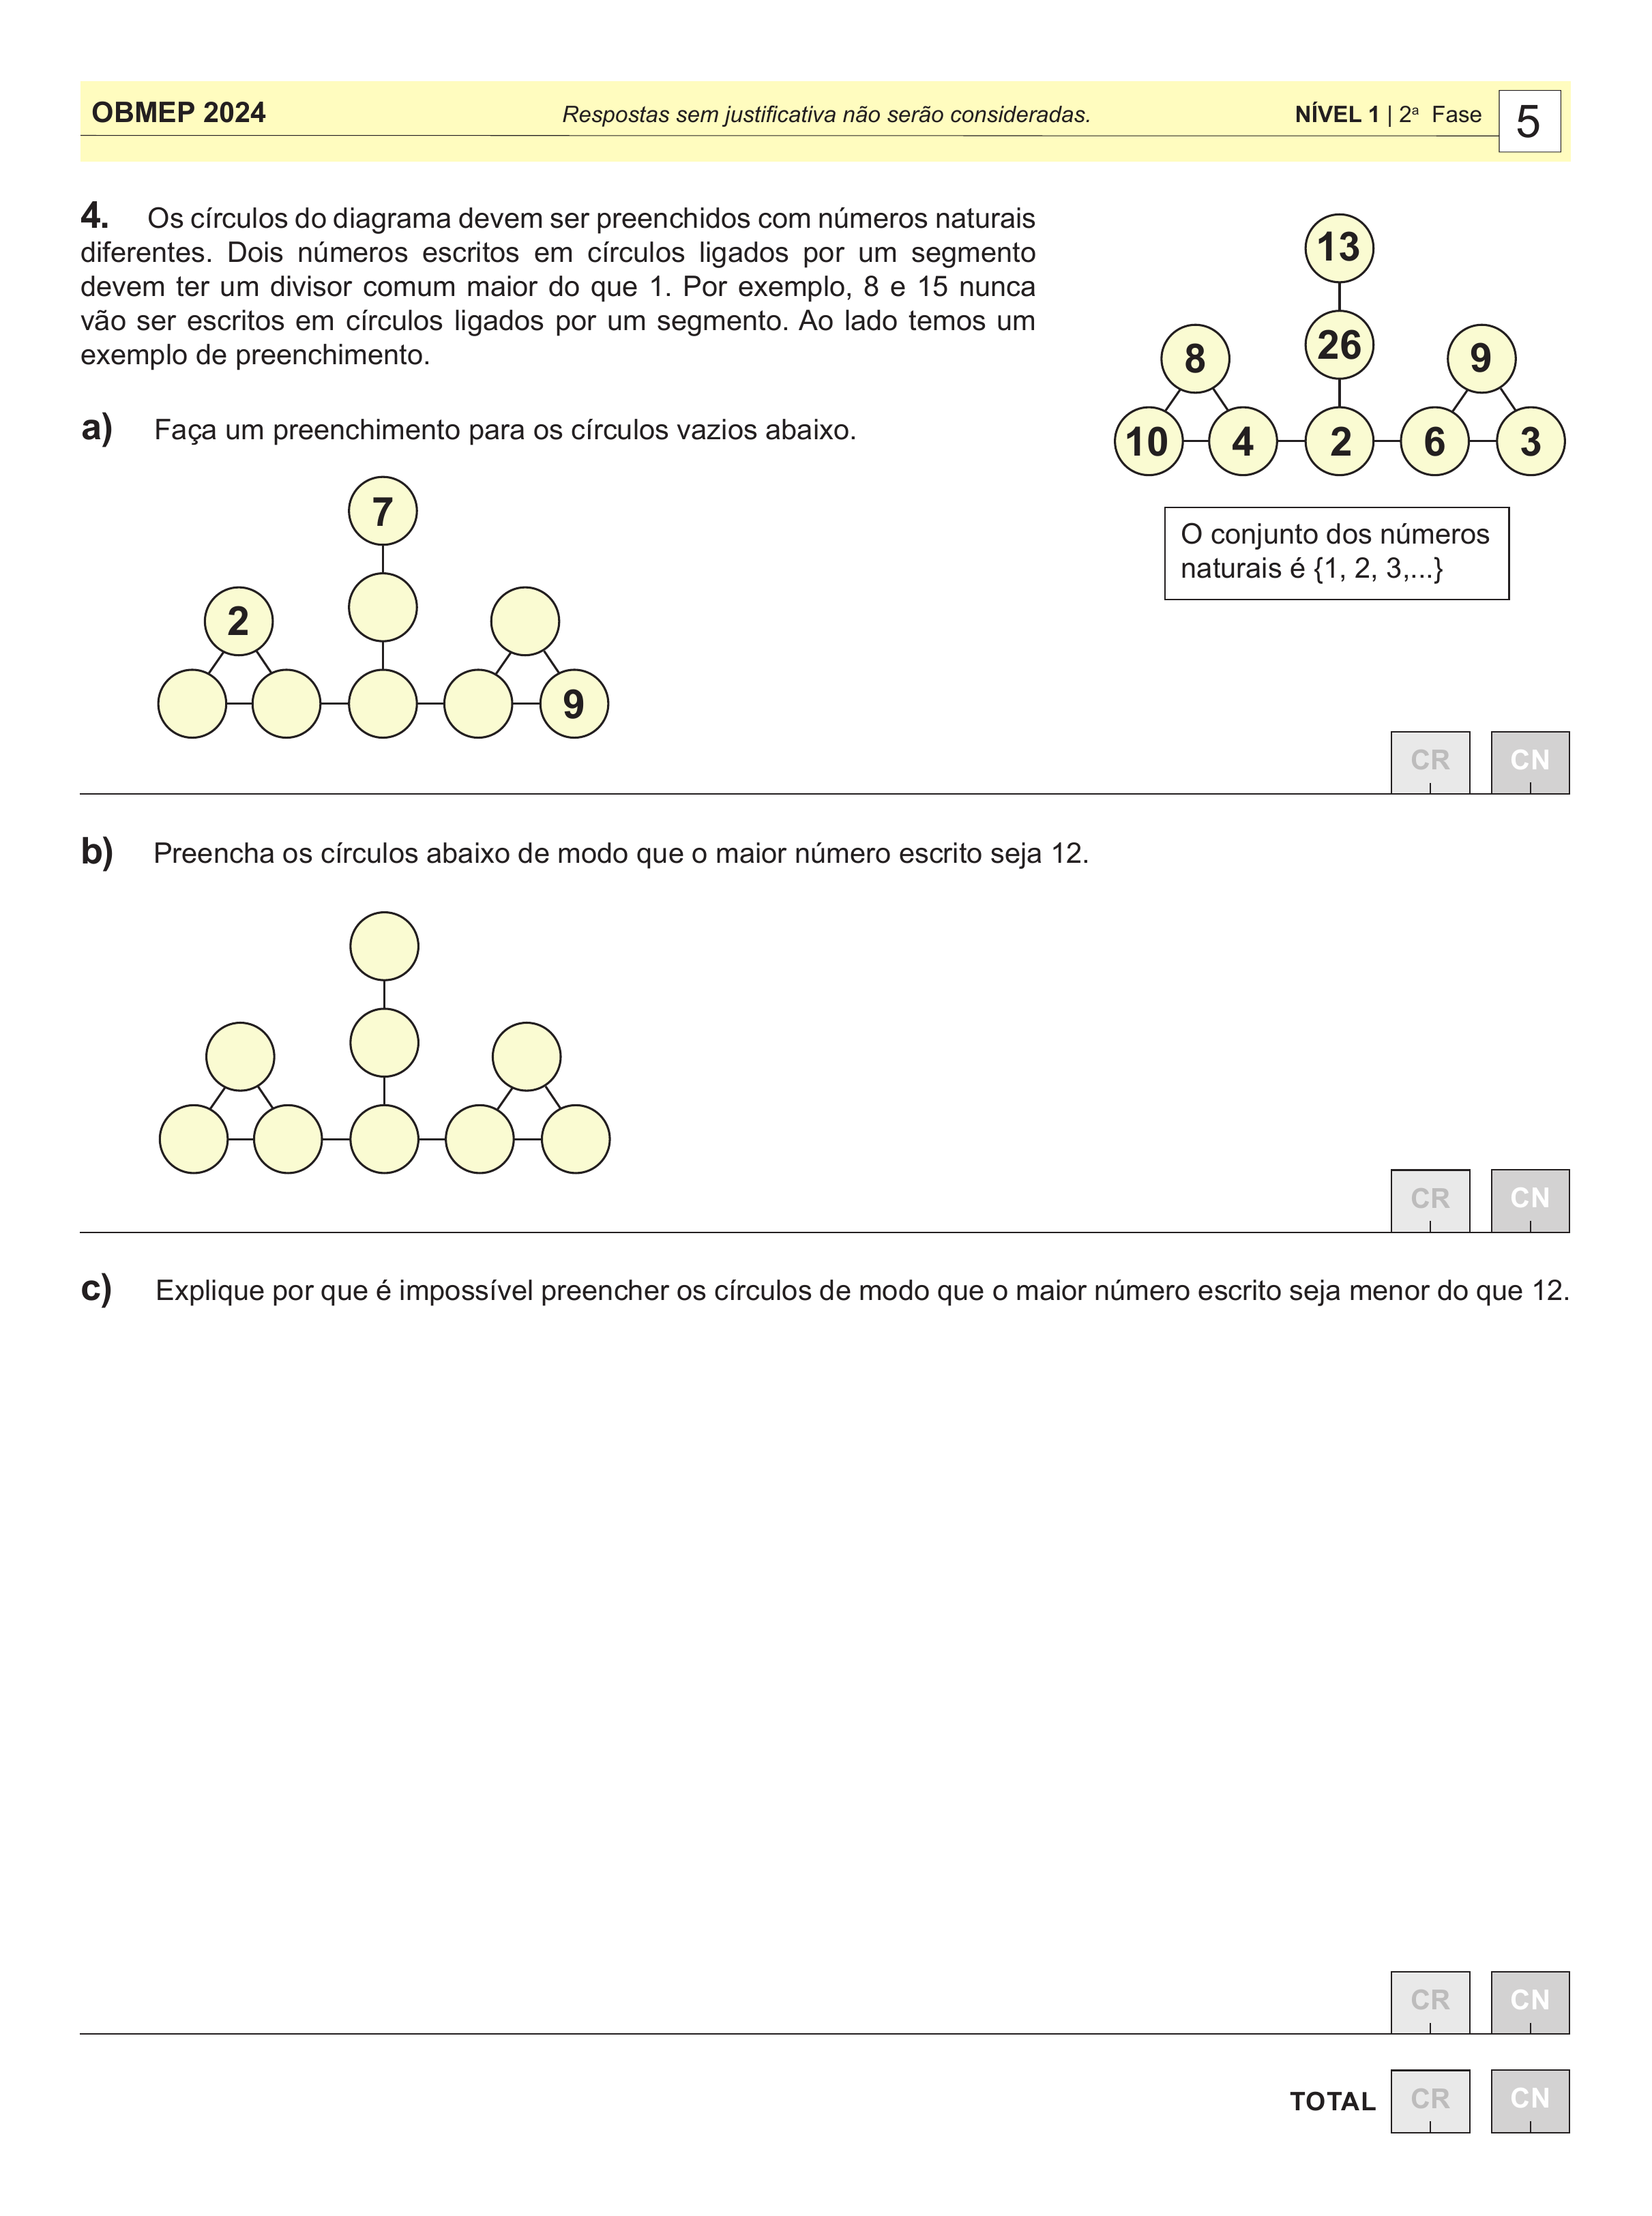 OBMEP 2024
Respostas sem justificativa não serão consideradas.
NÍVEL 1 | 2ª Fase
5
4. Os círculos do diagrama devem ser preenchidos com números naturais
diferentes. Dois números escritos em círculos ligados por um segmento
devem ter um divisor comum maior do que 1. Por exemplo, 8 e 15 nunca
vão ser escritos em círculos ligados por um segmento. Ao lado temos um
exemplo de preenchimento.
13
26
8
9
10
4
2
6
3
O conjunto dos números
naturais é {1, 2, 3,...}
a) Faça um preenchimento para os círculos vazios abaixo.
7
2
9
CR
CN
b) Preencha os círculos abaixo de modo que o maior número escrito seja 12.
CR
CN
c) Explique por que é impossível preencher os círculos de modo que o maior número escrito seja menor do que 12.
CR
CN
TOTAL
CR
CN